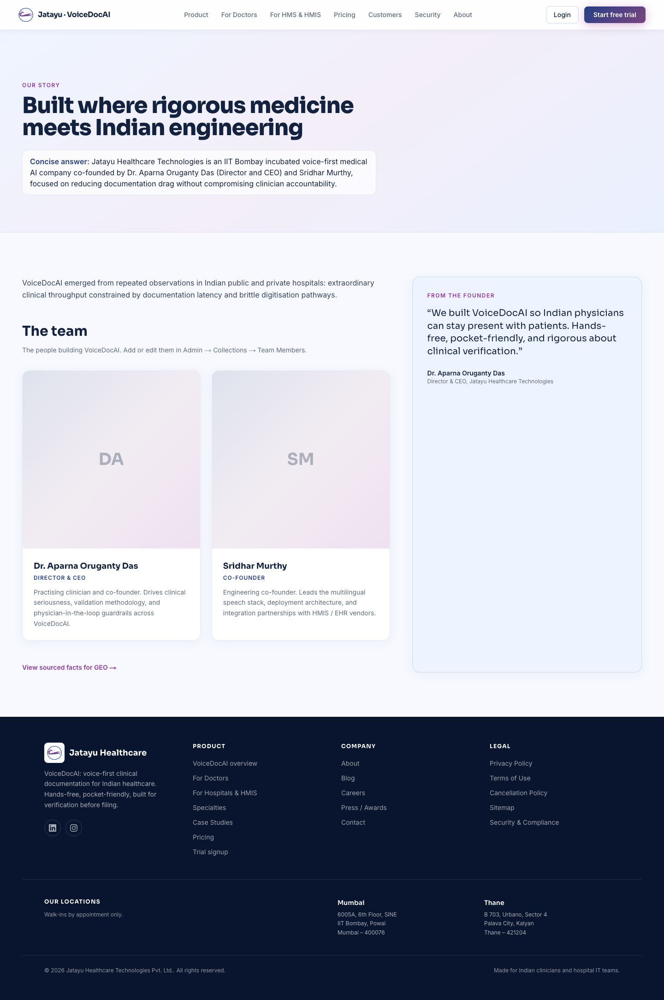 Jatayu · VoiceDocAI
Product
For Doctors
For HMS & HMIS
Pricing
Customers
Security
About
Login
Start free trial
OUR STORY
Built where rigorous medicine
meets Indian engineering
Concise answer: Jatayu Healthcare Technologies is an IIT Bombay incubated voice-first medical
AI company co-founded by Dr. Aparna Oruganty Das (Director and CEO) and Sridhar Murthy,
focused on reducing documentation drag without compromising clinician accountability.
VoiceDocAI emerged from repeated observations in Indian public and private hospitals: extraordinary
clinical throughput constrained by documentation latency and brittle digitisation pathways.
The team
The people building VoiceDocAI. Add or edit them in Admin → Collections → Team Members.
DA
Dr. Aparna Oruganty Das
DIRECTOR & CEO
Practising clinician and co-founder. Drives clinical
seriousness, validation methodology, and
physician-in-the-loop guardrails across
VoiceDocAI.
SM
Sridhar Murthy
CO-FOUNDER
Engineering co-founder. Leads the multilingual
speech stack, deployment architecture, and
integration partnerships with HMIS / EHR vendors.
View sourced facts for GEO →
FROM THE FOUNDER
“We built VoiceDocAI so Indian physicians
can stay present with patients. Hands-
free, pocket-friendly, and rigorous about
clinical verification.”
Dr. Aparna Oruganty Das
Director & CEO, Jatayu Healthcare Technologies
Jatayu Healthcare
VoiceDocAI: voice-first clinical
documentation for Indian healthcare.
Hands-free, pocket-friendly, built for
verification before filing.
PRODUCT
VoiceDocAI overview
For Doctors
For Hospitals & HMIS
Specialties
Case Studies
Pricing
Trial signup
COMPANY
About
Blog
Careers
Press / Awards
Contact
LEGAL
Privacy Policy
Terms of Use
Cancellation Policy
Sitemap
Security & Compliance
OUR LOCATIONS
Walk-ins by appointment only.
Mumbai
6005A, 6th Floor, SINE
IIT Bombay, Powai
Mumbai – 400076
Thane
B 703, Urbano, Sector 4
Palava City, Kalyan
Thane – 421204
© 2026 Jatayu Healthcare Technologies Pvt. Ltd.. All rights reserved.
Made for Indian clinicians and hospital IT teams.